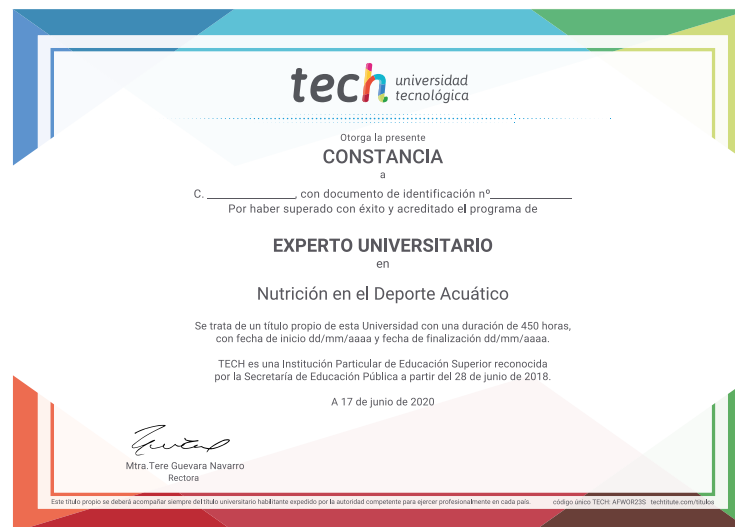 tech universidad
tecnológica
Otorga la presente
CONSTANCIA
a
C. ________________, con documento de identificación nº______________
Por haber superado con éxito y acreditado el programa de
EXPERTO UNIVERSITARIO
en
Nutrición en el Deporte Acuático
Se trata de un título propio de esta Universidad con una duración de 450 horas,
con fecha de inicio dd/mm/aaaa y fecha de finalización dd/mm/aaaa.
TECH es una Institución Particular de Educación Superior reconocida
por la Secretaría de Educación Pública a partir del 28 de junio de 2018.
A 17 de junio de 2020
Mtra.Tere Guevara Navarro
Rectora
Este título propio se deberá acompañar siempre del título universitario habilitante expedido por la autoridad competente para ejercer profesionalmente en cada país. código único TECH: AFWOR23S techtitute.com/titulos